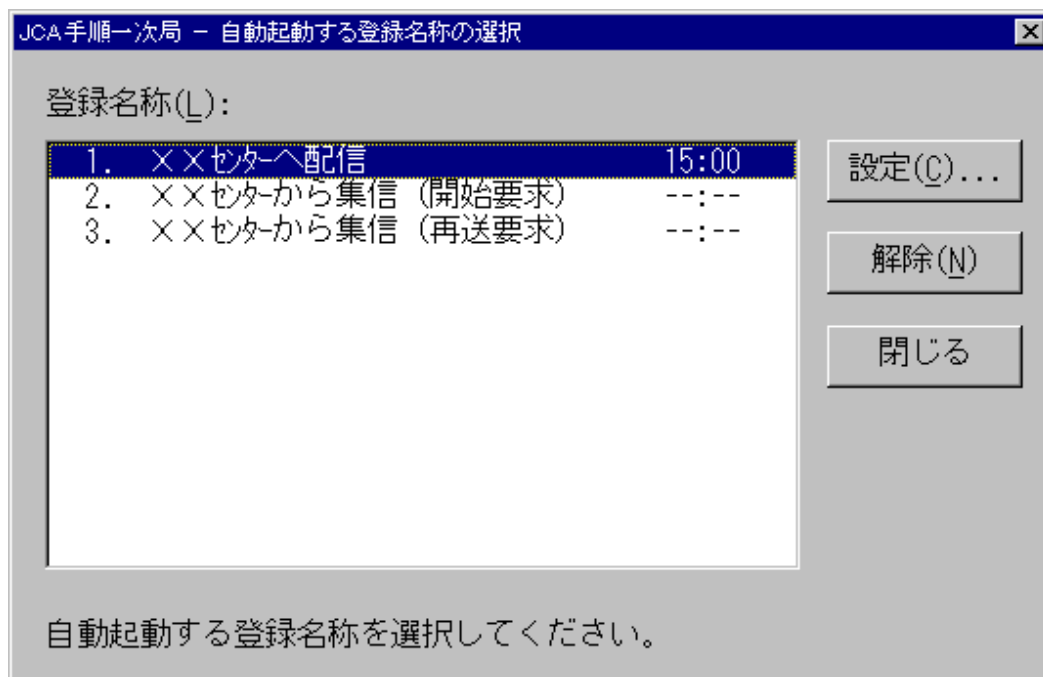 JCA手順一次局 － 自動起動する登録名称の選択
登録名称(L):
1. ××ｾﾝﾀｰへ配信 15:00
2. ××ｾﾝﾀｰから集信 (開始要求) --:--
3. ××ｾﾝﾀｰから集信 (再送要求) --:--
設定(C)...
解除(N)
閉じる
自動起動する登録名称を選択してください。